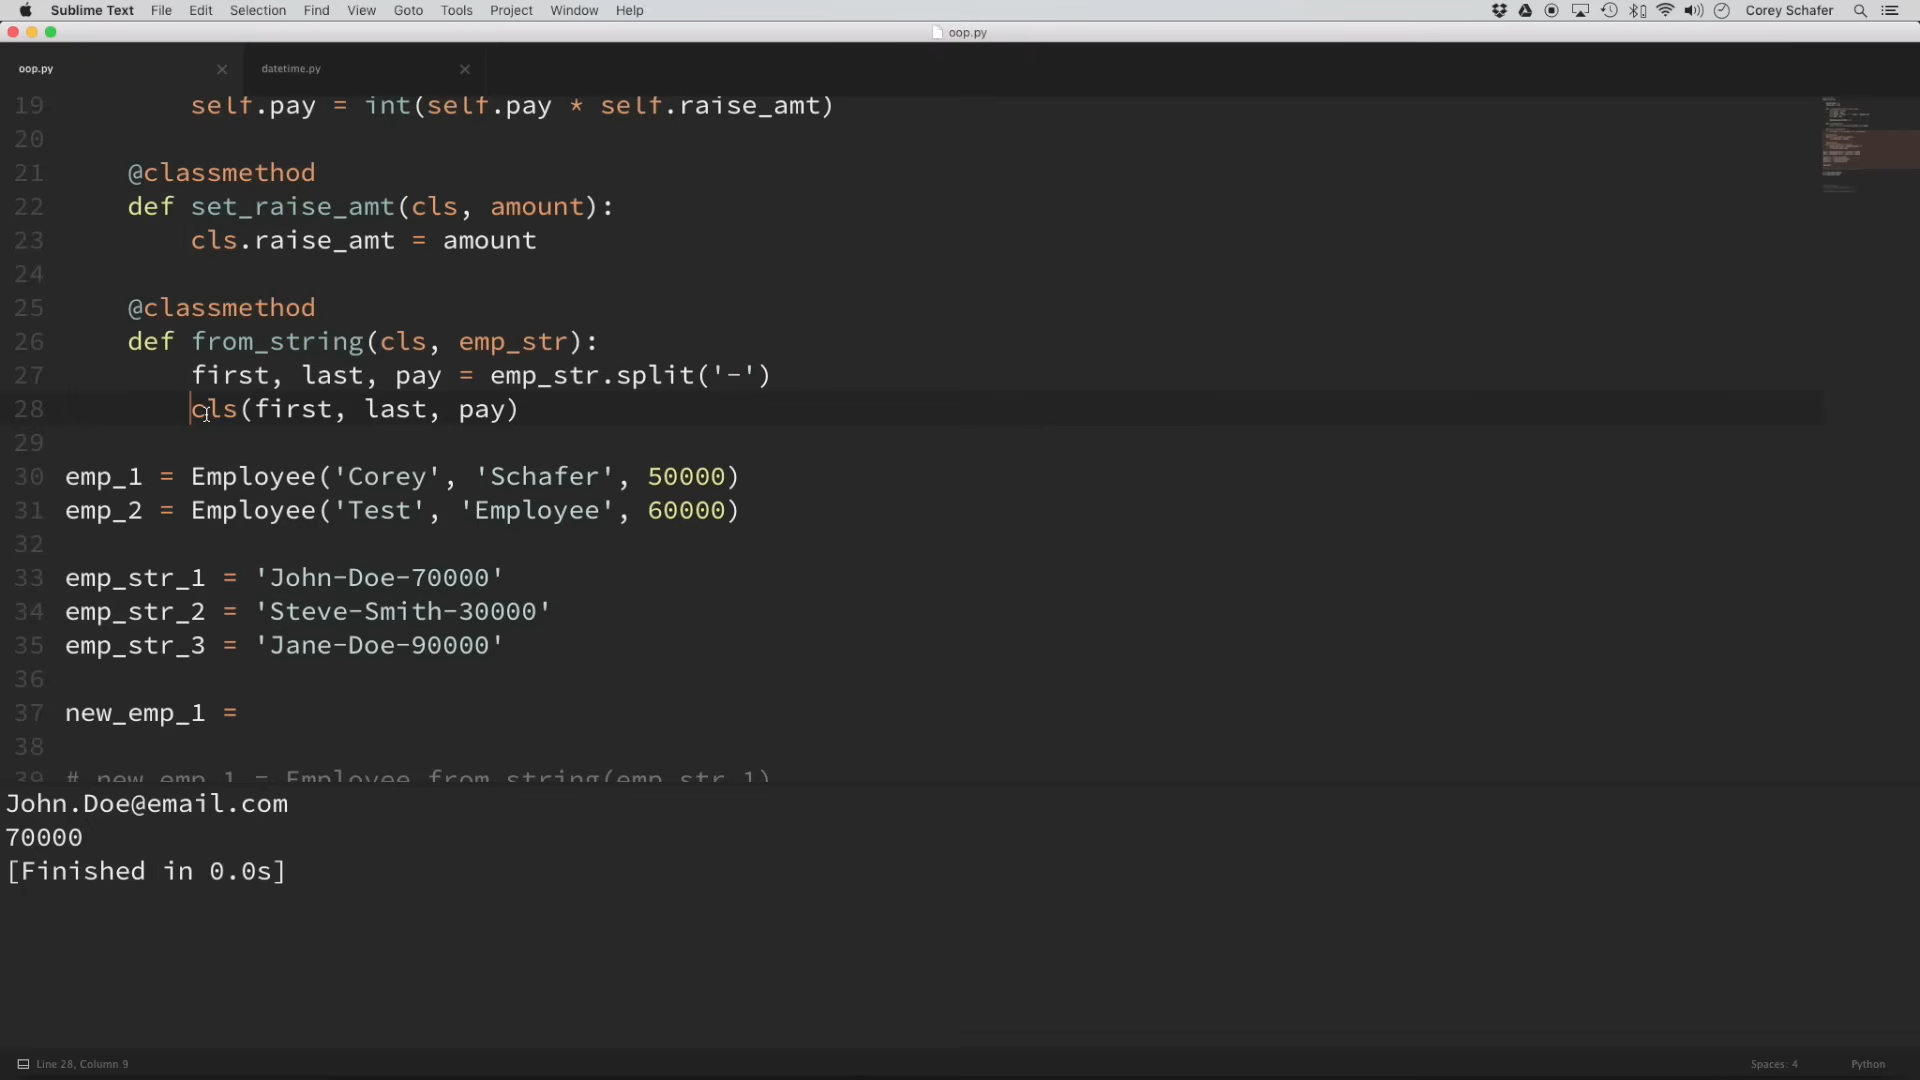 Sublime Text File Edit Selection Find View Goto Tools Project Window Help Corey Schafer
oop.py
oop.py datetime.py
19 self.pay = int(self.pay * self.raise_amt)
20
21 @classmethod
22 def set_raise_amt(cls, amount):
23 cls.raise_amt = amount
24
25 @classmethod
26 def from_string(cls, emp_str):
27 first, last, pay = emp_str.split('-')
28 cls(first, last, pay)
29
30 emp_1 = Employee('Corey', 'Schafer', 50000)
31 emp_2 = Employee('Test', 'Employee', 60000)
32
33 emp_str_1 = 'John-Doe-70000'
34 emp_str_2 = 'Steve-Smith-30000'
35 emp_str_3 = 'Jane-Doe-90000'
36
37 new_emp_1 =
38
39 # new_emp_1 = Employee.from_string(emp_str_1)
John.Doe@email.com
70000
[Finished in 0.0s]
Line 28, Column 9 Spaces: 4 Python